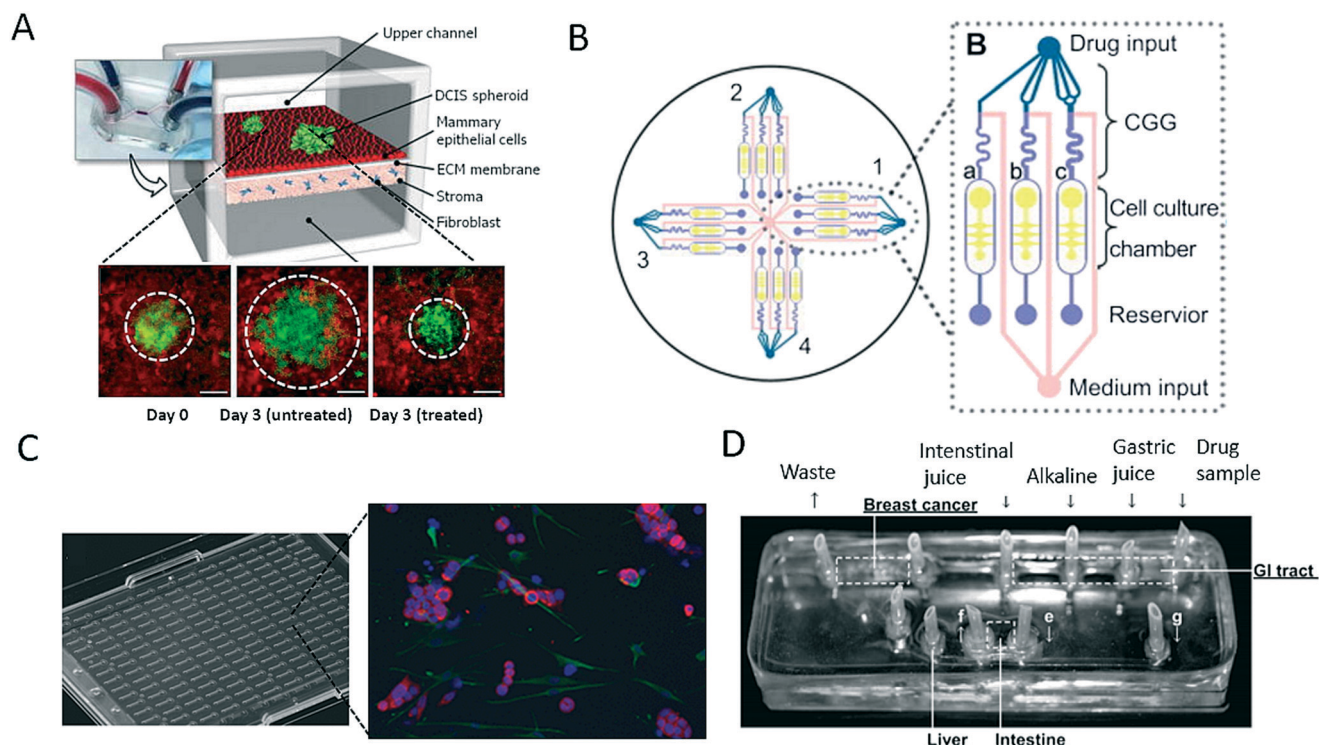 A
Upper channel
DCIS spheroid
Mammary
epithelial cells
ECM membrane
Stroma
Fibroblast
Day 0
Day 3 (untreated)
Day 3 (treated)
B
2
1
3
4
B
Drug input
CGG
a
b
c
Cell culture
chamber
Reservior
Medium input
C
D
Waste
Intenstinal
juice
Alkaline
Gastric
juice
Drug
sample
Breast cancer
GI tract
f
e
g
Liver
Intestine